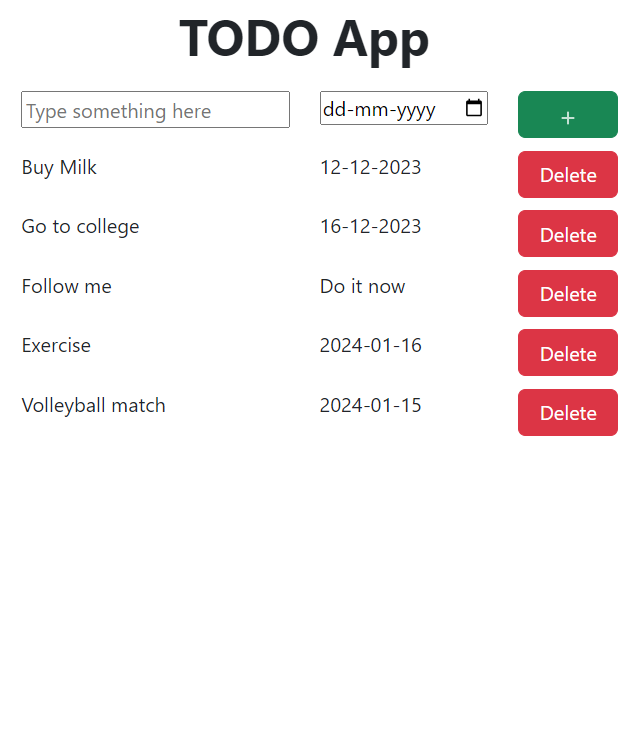 TODO App
Type something here dd-mm-yyyy +
Buy Milk 12-12-2023 Delete
Go to college 16-12-2023 Delete
Follow me Do it now Delete
Exercise 2024-01-16 Delete
Volleyball match 2024-01-15 Delete